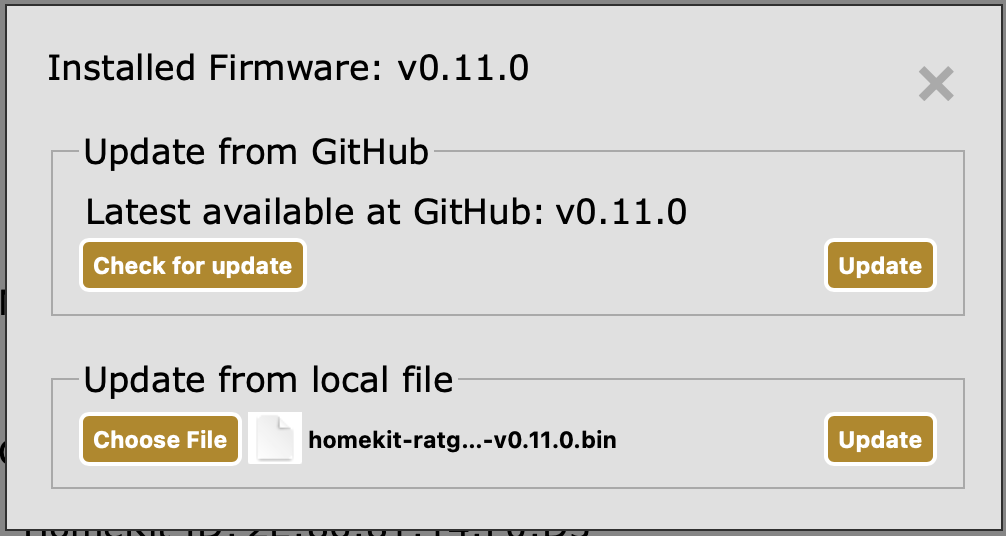 Installed Firmware: v0.11.0
Update from GitHub
Latest available at GitHub: v0.11.0
Check for update
Update
Update from local file
Choose File
homekit-ratg...-v0.11.0.bin
Update